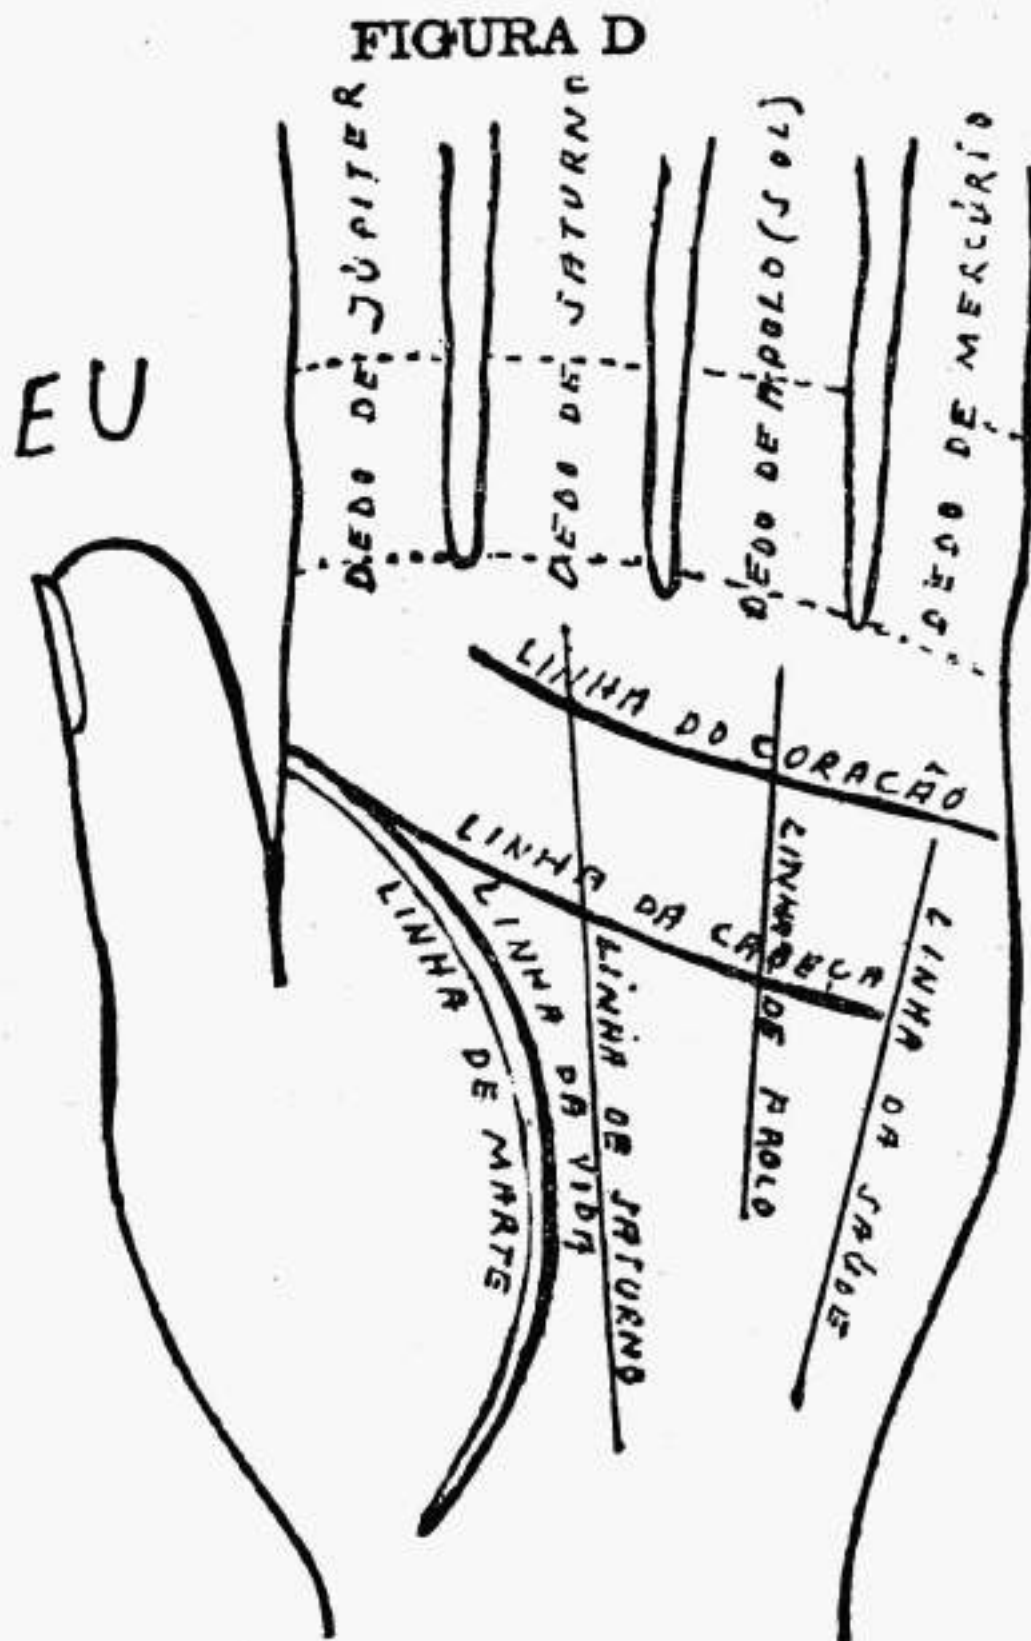 FIGURA D
DEDO DE JÚPITER
DEDO DE SATURNO
DEDO DE APOLO (SOL)
DEDO DE MERCÚRIO
EU
LINHA DO CORACÃO
LINHA DA CABEÇA
LINHA DA VIDA
LINHA DE MARTE
LINHA DE SATURNO
LINHA DE APOLO
LINHA DA SAÚDE